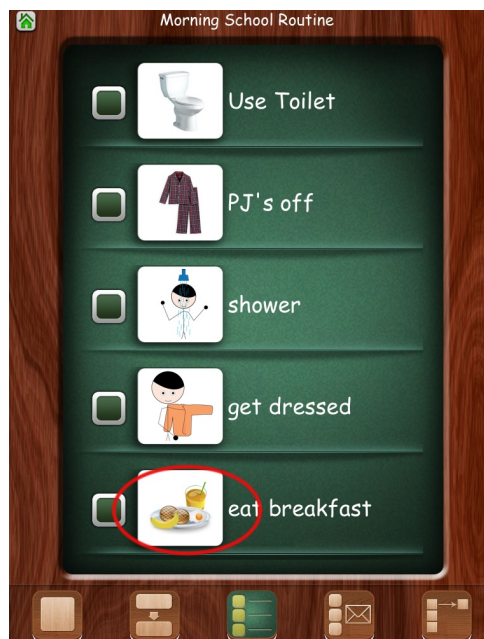 Morning School Routine
Use Toilet
PJ's off
shower
get dressed
eat breakfast